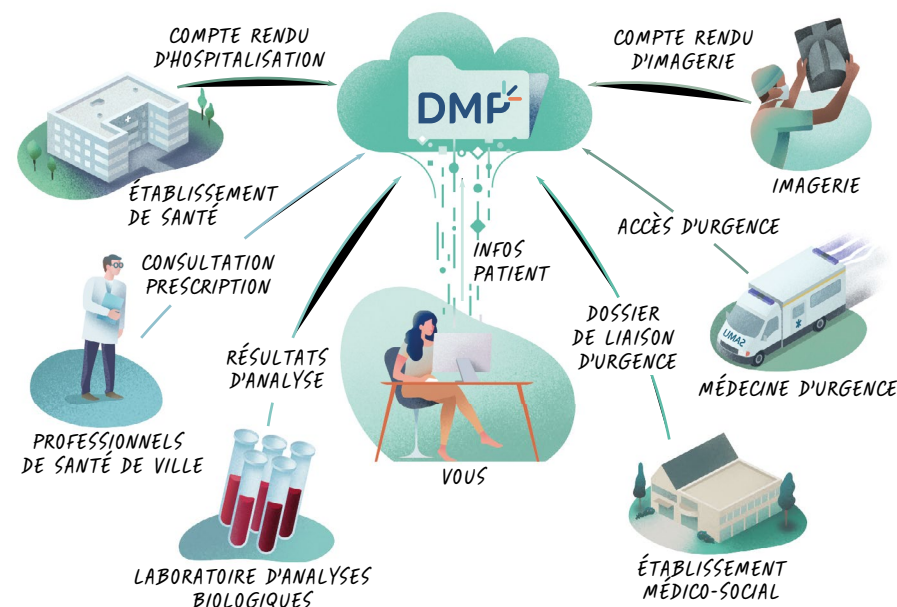 COMPTE RENDU
D'HOSPITALISATION
DMP
COMPTE RENDU
D'IMAGERIE
ÉTABLISSEMENT
DE SANTÉ
IMAGERIE
CONSULTATION
PRESCRIPTION
INFOS
PATIENT
ACCÈS D'URGENCE
SAMU
RÉSULTATS
D'ANALYSE
DOSSIER
DE LIAISON
D'URGENCE
MÉDECINE D'URGENCE
PROFESSIONNELS
DE SANTÉ DE VILLE
VOUS
LABORATOIRE D'ANALYSES
BIOLOGIQUES
ÉTABLISSEMENT
MÉDICO-SOCIAL